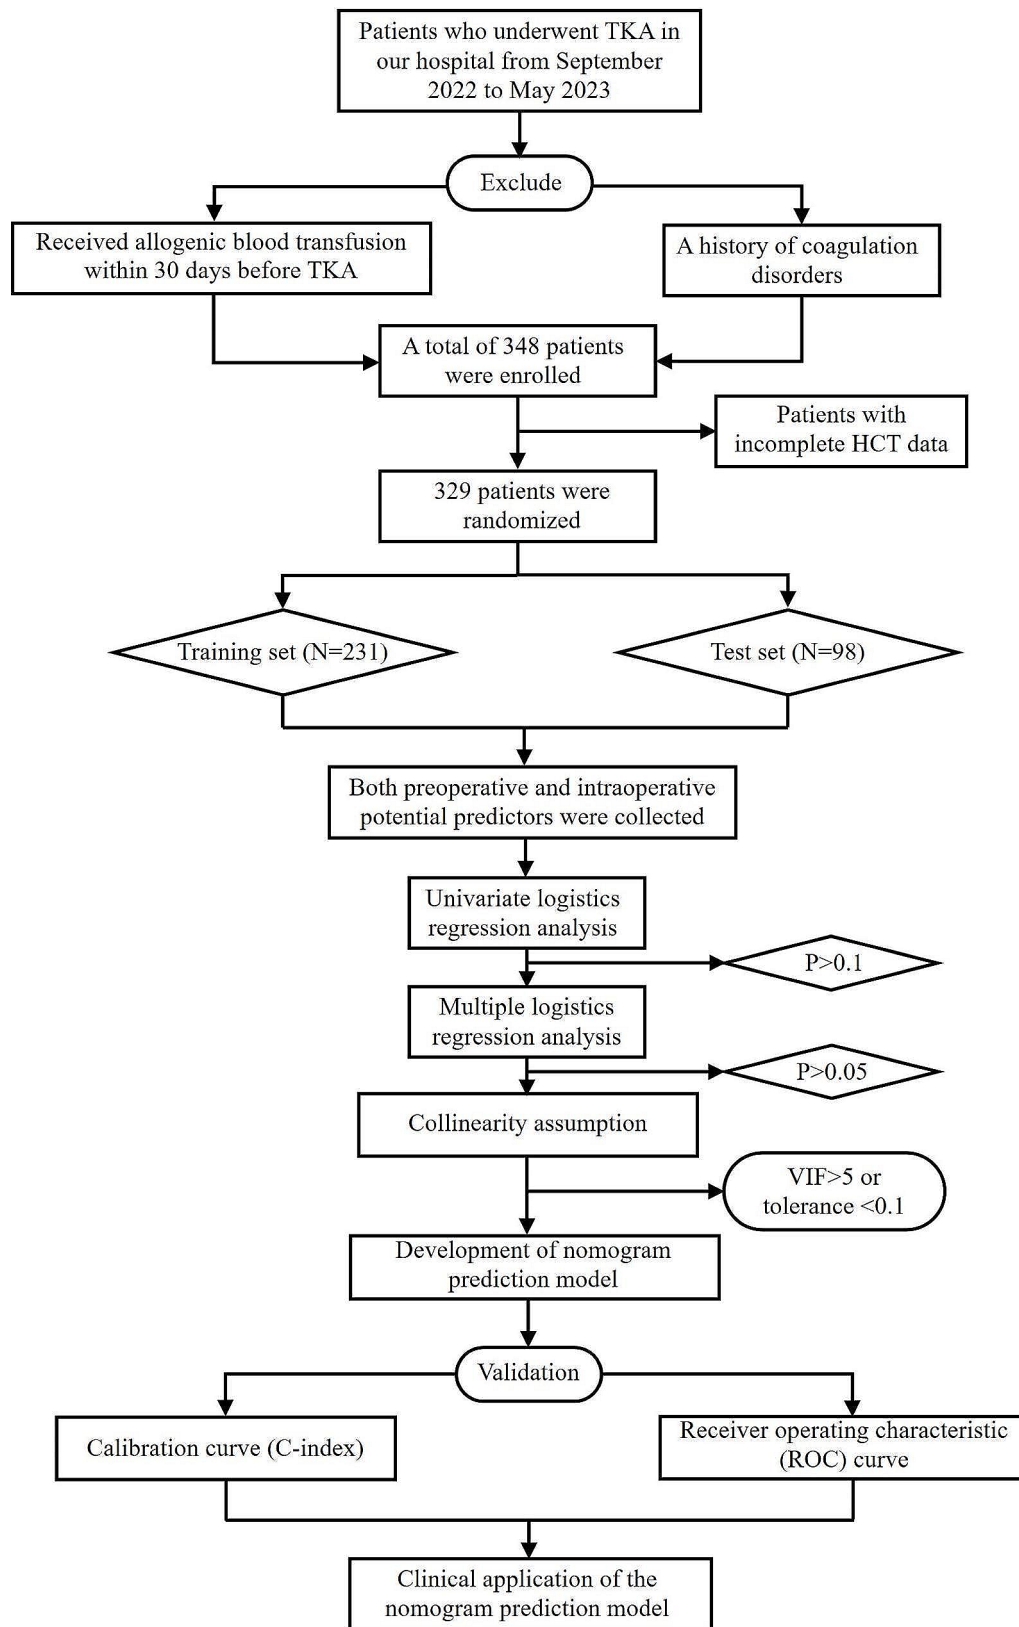 Patients who underwent TKA in
our hospital from September
2022 to May 2023
Exclude
Received allogenic blood transfusion
within 30 days before TKA
A history of coagulation
disorders
A total of 348 patients
were enrolled
Patients with
incomplete HCT data
329 patients were
randomized
Training set (N=231)
Test set (N=98)
Both preoperative and intraoperative
potential predictors were collected
Univariate logistics
regression analysis
P>0.1
Multiple logistics
regression analysis
P>0.05
Collinearity assumption
VIF>5 or
tolerance <0.1
Development of nomogram
prediction model
Validation
Calibration curve (C-index)
Receiver operating characteristic
(ROC) curve
Clinical application of the
nomogram prediction model